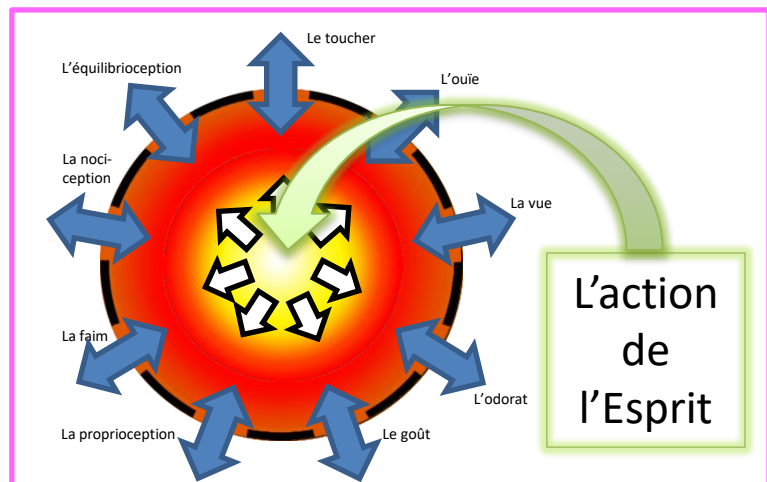 Le toucher
L'équilibrioception
L'ouïe
La noci-
ception
La vue
La faim
L'odorat
La proprioception
Le goût
L'action
de
l'Esprit